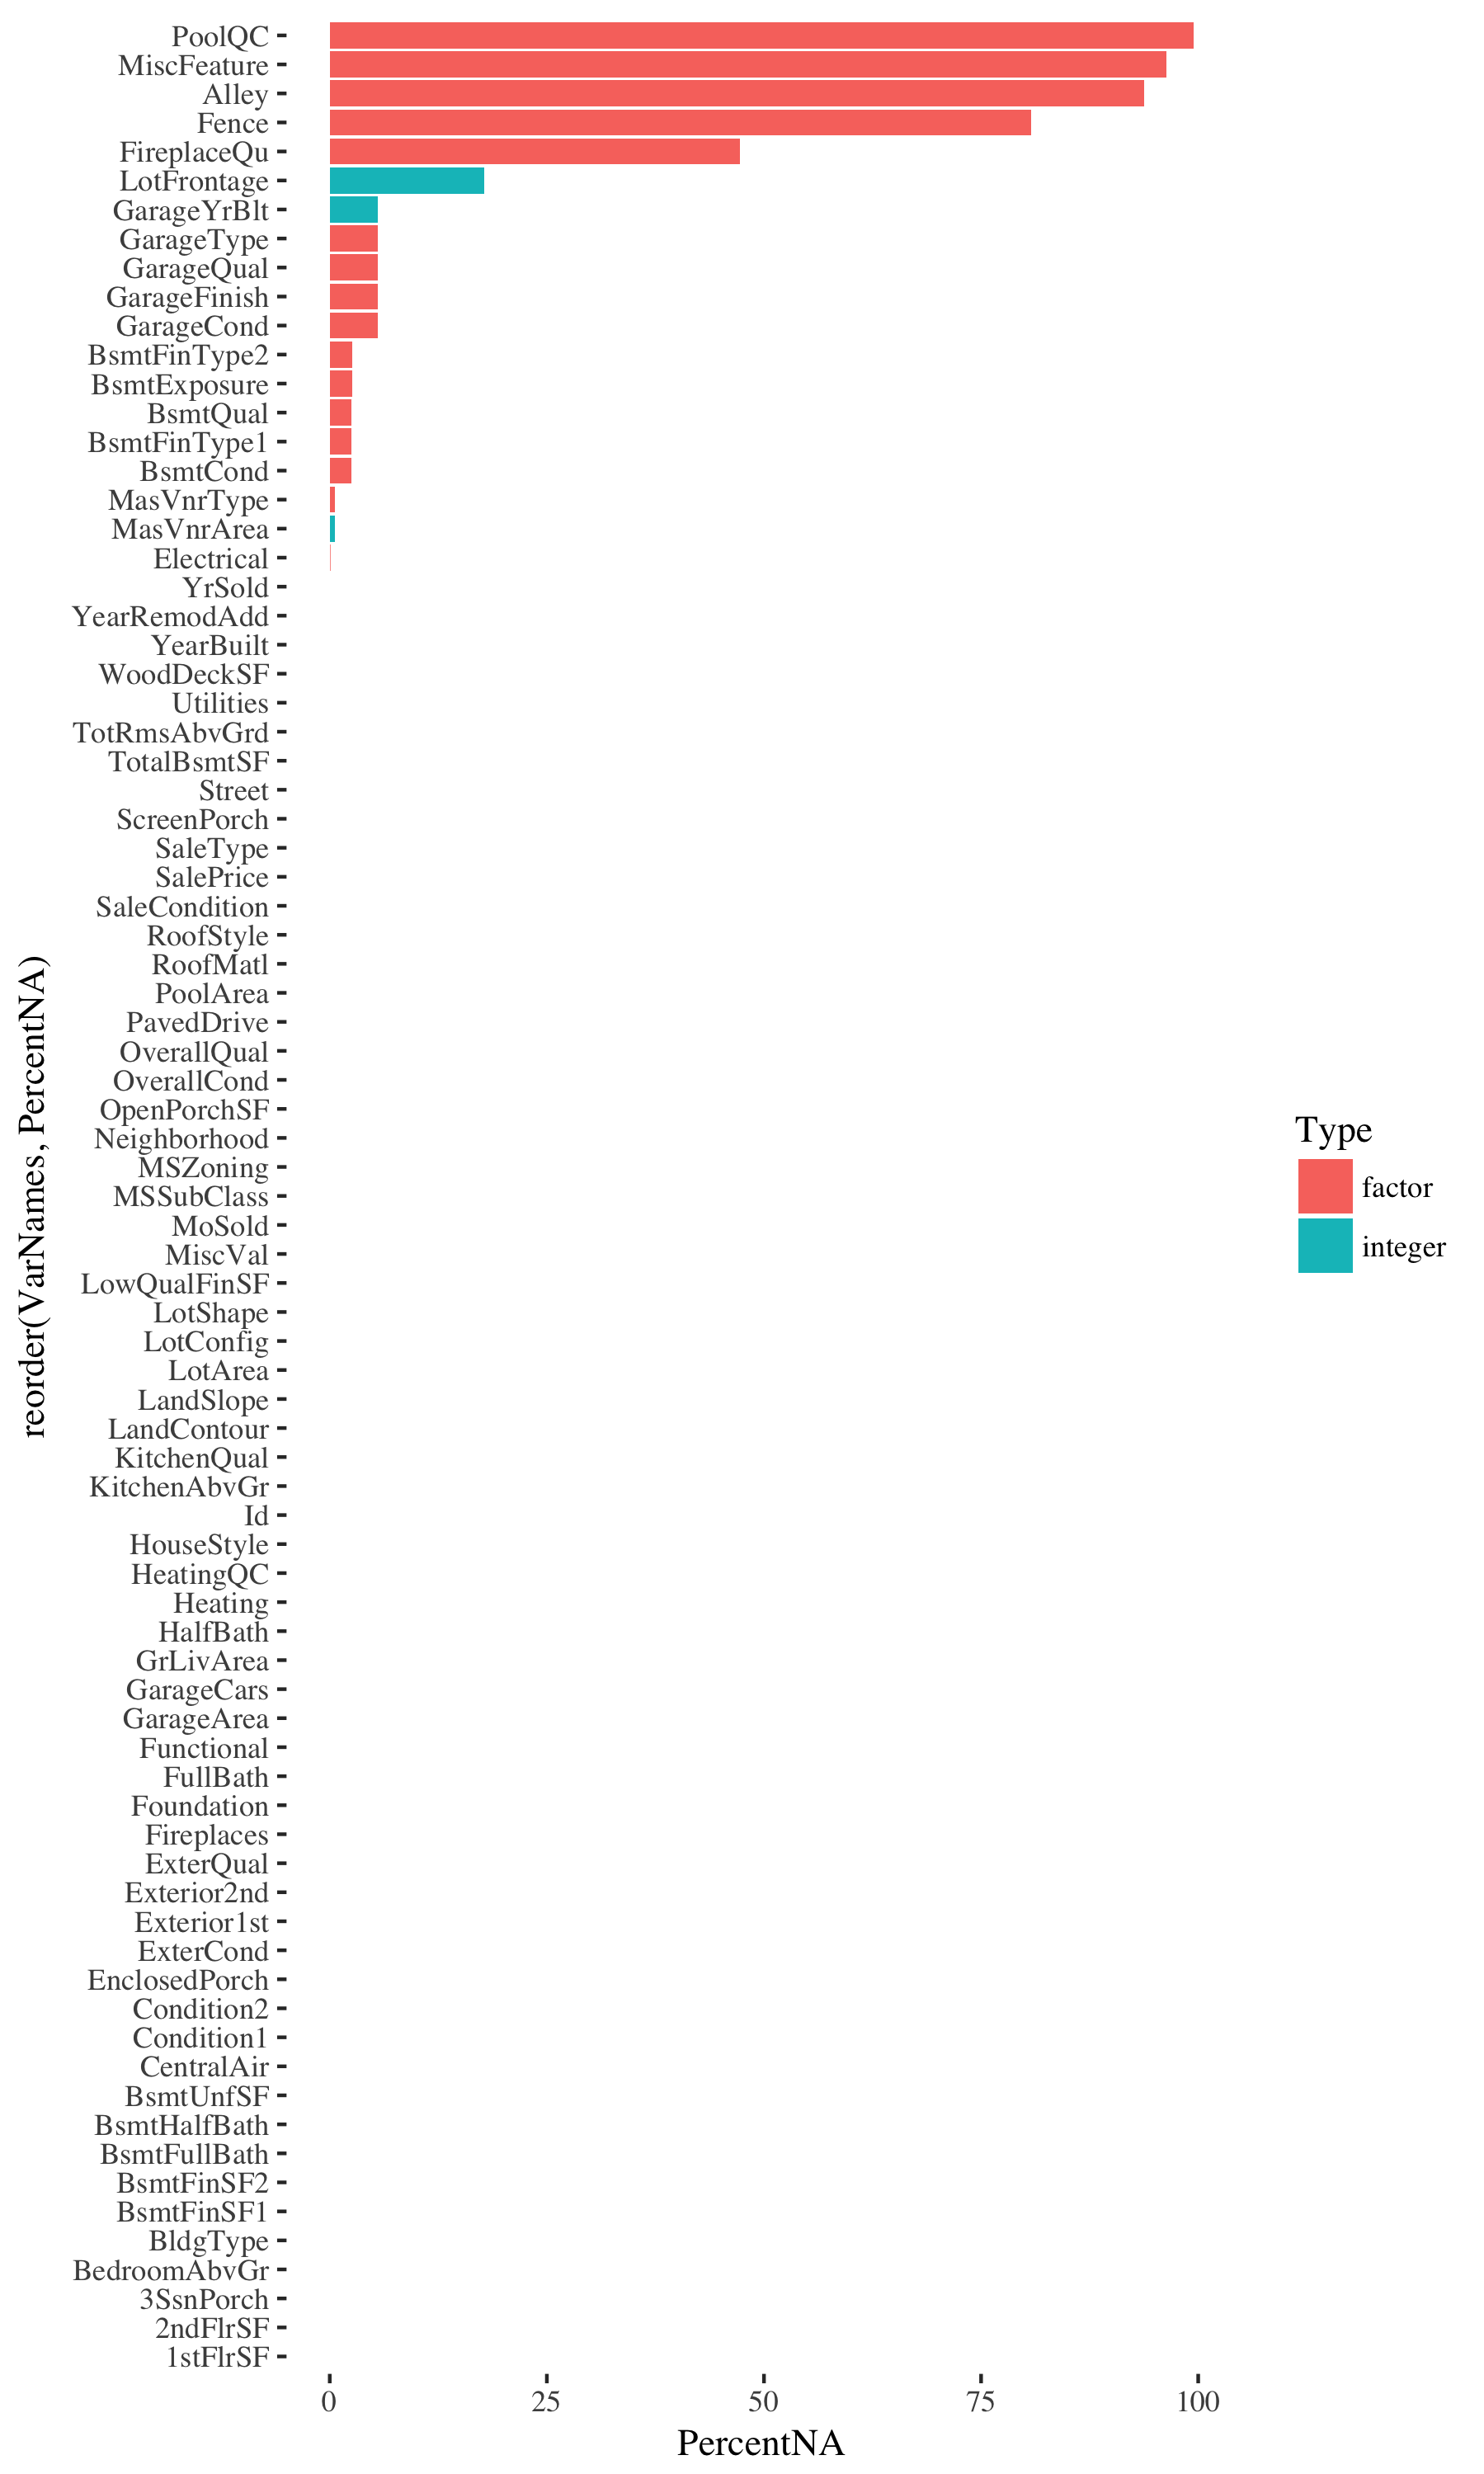 PoolQC
MiscFeature
Alley
Fence
FireplaceQu
LotFrontage
GarageYrBlt
GarageType
GarageQual
GarageFinish
GarageCond
BsmtFinType2
BsmtExposure
BsmtQual
BsmtFinType1
BsmtCond
MasVnrType
MasVnrArea
Electrical
YrSold
YearRemodAdd
YearBuilt
WoodDeckSF
Utilities
TotRmsAbvGrd
TotalBsmtSF
Street
ScreenPorch
SaleType
SalePrice
SaleCondition
RoofStyle
RoofMatl
PoolArea
PavedDrive
OverallQual
OverallCond
OpenPorchSF
Neighborhood
MSZoning
MSSubClass
MoSold
MiscVal
LowQualFinSF
LotShape
LotConfig
LotArea
LandSlope
LandContour
KitchenQual
KitchenAbvGr
Id
HouseStyle
HeatingQC
Heating
HalfBath
GrLivArea
GarageCars
GarageArea
Functional
FullBath
Foundation
Fireplaces
ExterQual
Exterior2nd
Exterior1st
ExterCond
EnclosedPorch
Condition2
Condition1
CentralAir
BsmtUnfSF
BsmtHalfBath
BsmtFullBath
BsmtFinSF2
BsmtFinSF1
BldgType
BedroomAbvGr
3SsnPorch
2ndFlrSF
1stFlrSF
reorder(VarNames, PercentNA)
0 25 50 75 100
PercentNA
Type
factor
integer